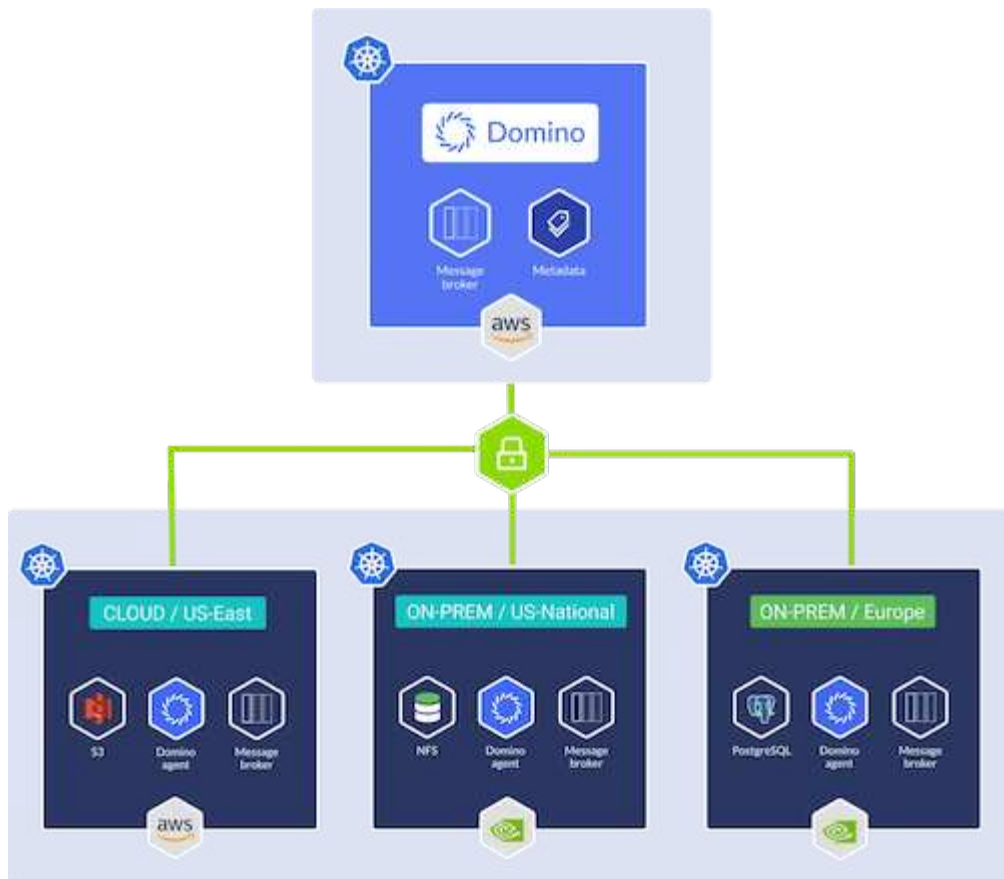 Domino
Message
broker
Metadata
aws
CLOUD / US-East
ON-PREM / US-National
ON-PREM / Europe
S3
Domino
agent
Message
broker
NFS
Domino
agent
Message
broker
PostgreSQL
Domino
agent
Message
broker
aws